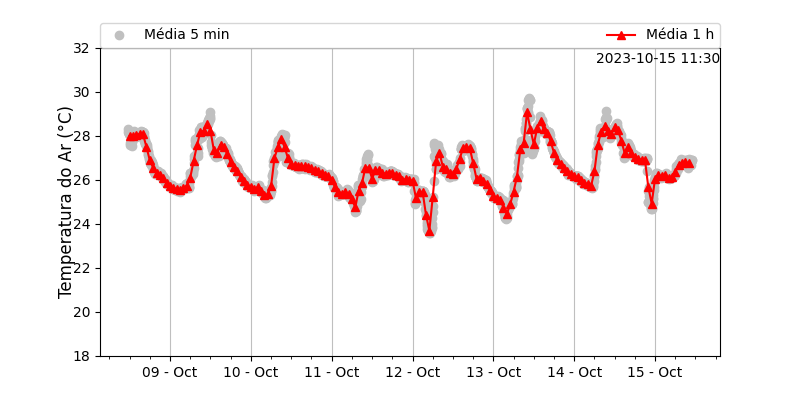 Média 5 min
Média 1 h
2023-10-15 11:30
Temperatura do Ar (°C)
32
30
28
26
24
22
20
18
09 - Oct
10 - Oct
11 - Oct
12 - Oct
13 - Oct
14 - Oct
15 - Oct